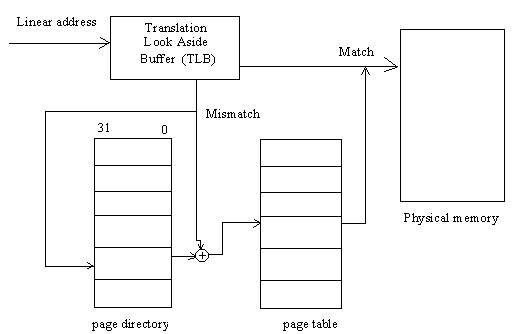 Linear address
Translation
Look Aside
Buffer (TLB)
Match
Mismatch
31 0
+
Physical memory
page directory
page table